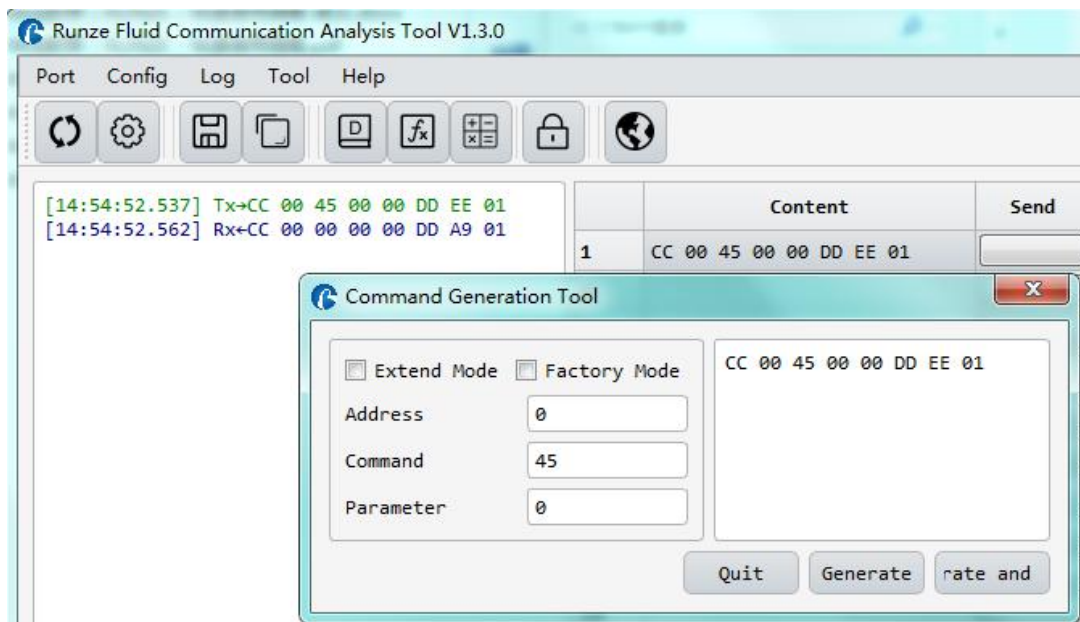 Runze Fluid Communication Analysis Tool V1.3.0
Port Config Log Tool Help
[14:54:52.537] Tx→CC 00 45 00 00 DD EE 01
[14:54:52.562] Rx←CC 00 00 00 00 DD A9 01
Content Send
1 CC 00 45 00 00 DD EE 01
Command Generation Tool
Extend Mode Factory Mode
Address 0
Command 45
Parameter 0
CC 00 45 00 00 DD EE 01
Quit Generate rate and